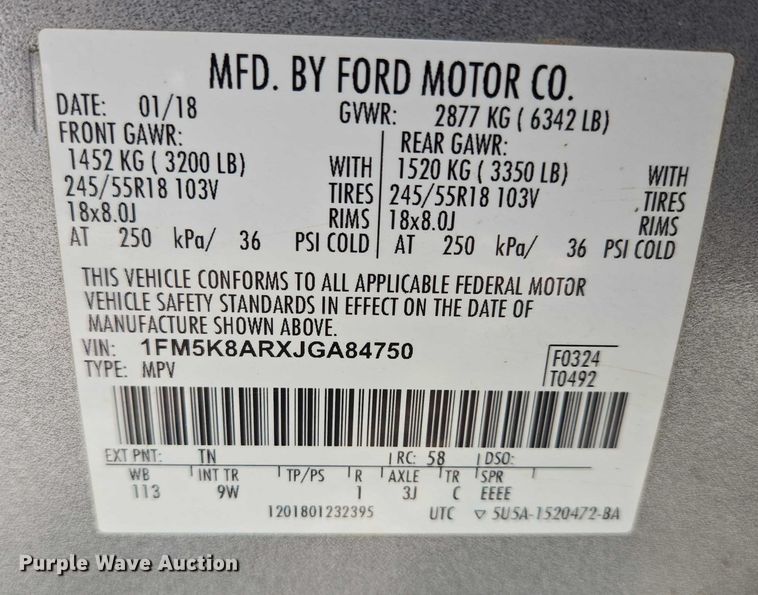 MFD. BY FORD MOTOR CO.
DATE: 01/18 GVWR: 2877 KG ( 6342 LB)
FRONT GAWR: REAR GAWR:
1452 KG ( 3200 LB) WITH 1520 KG ( 3350 LB) WITH
245/55R18 103V TIRES 245/55R18 103V TIRES
18x8.0J RIMS 18x8.0J RIMS
AT 250 kPa/ 36 PSI COLD AT 250 kPa/ 36 PSI COLD
THIS VEHICLE CONFORMS TO ALL APPLICABLE FEDERAL MOTOR
VEHICLE SAFETY STANDARDS IN EFFECT ON THE DATE OF
MANUFACTURE SHOWN ABOVE.
VIN: 1FM5K8ARXJGA84750 F0324
TYPE: MPV T0492
EXT PNT: TN RC: 58 DSO:
WB INT TR TP/PS R AXLE TR SPR
113 9W 1 3J C EEEE
1201801232395 UTC ▽ 5U5A-1520472-BA
Purple Wave Auction